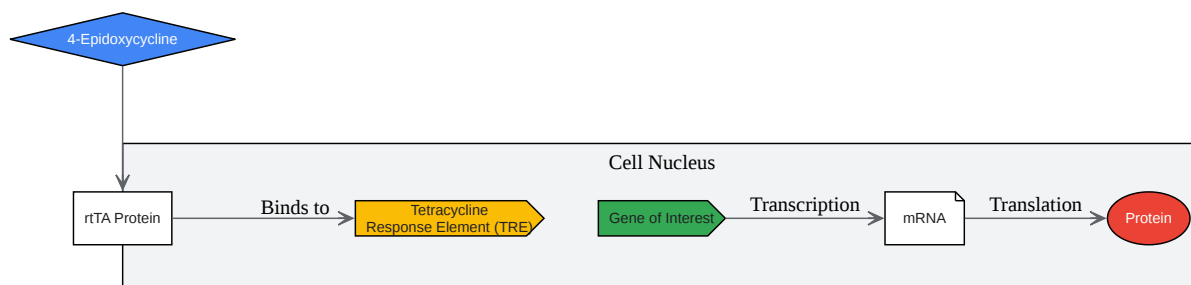 4-Epidoxycycline
Cell Nucleus
rtTA Protein
Binds to
Tetracycline
Response Element (TRE)
Gene of Interest
Transcription
mRNA
Translation
Protein